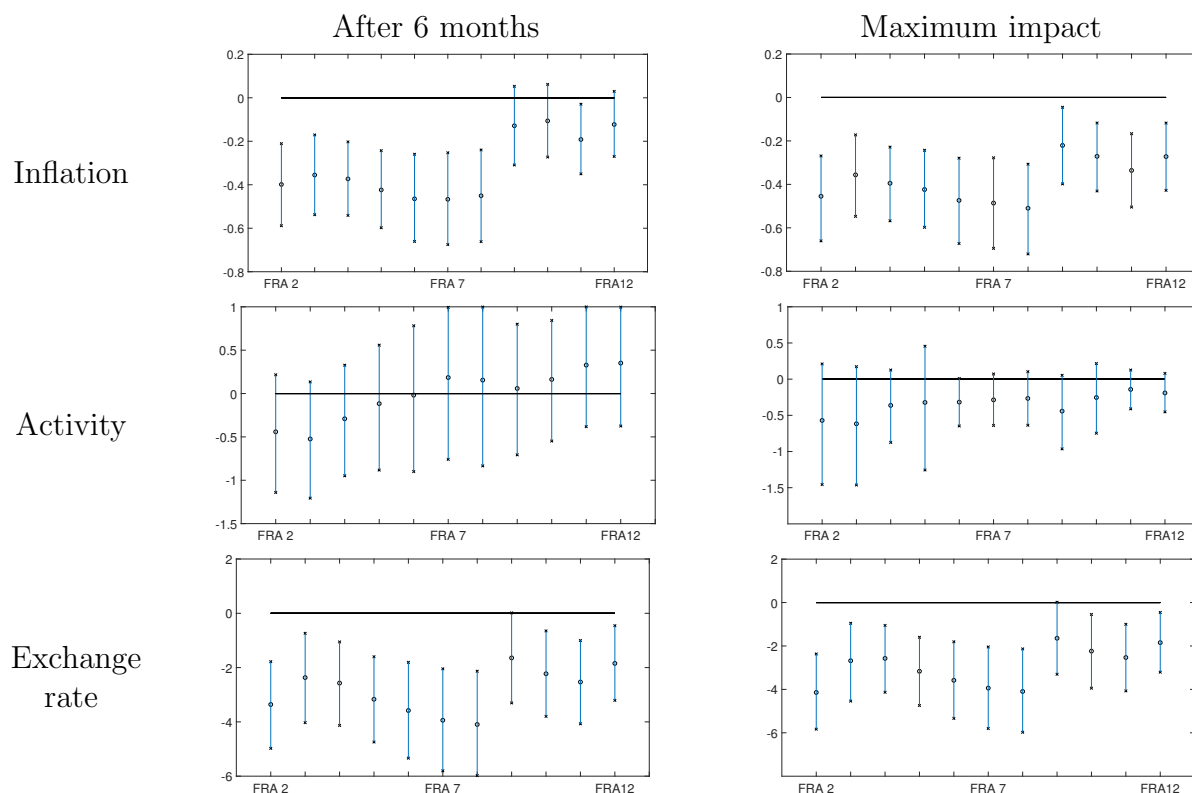 After 6 months
Maximum impact
Inflation
0.2
0
-0.2
-0.4
-0.6
-0.8
FRA 2
FRA 7
FRA12
0.2
0
-0.2
-0.4
-0.6
-0.8
FRA 2
FRA 7
FRA12
Activity
1
0.5
0
-0.5
-1
-1.5
FRA 2
FRA 7
FRA12
1
0.5
0
-0.5
-1
-1.5
FRA 2
FRA 7
FRA12
Exchange
rate
2
0
-2
-4
-6
FRA 2
FRA 7
FRA12
2
0
-2
-4
-6
FRA 2
FRA 7
FRA12